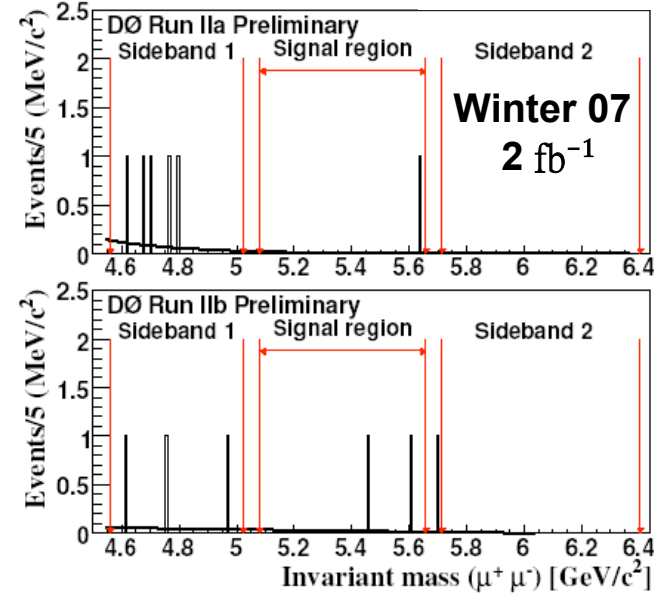 DØ Run IIa Preliminary
Sideband 1 Signal region Sideband 2
Winter 07
2 fb⁻¹
Events/5 (MeV/c²)
2.5
2
1.5
1
0.5
0
4.6 4.8 5 5.2 5.4 5.6 5.8 6 6.2 6.4
DØ Run IIb Preliminary
Sideband 1 Signal region Sideband 2
Events/5 (MeV/c²)
2.5
2
1.5
1
0.5
0
4.6 4.8 5 5.2 5.4 5.6 5.8 6 6.2 6.4
Invariant mass (μ⁺ μ⁻) [GeV/c²]